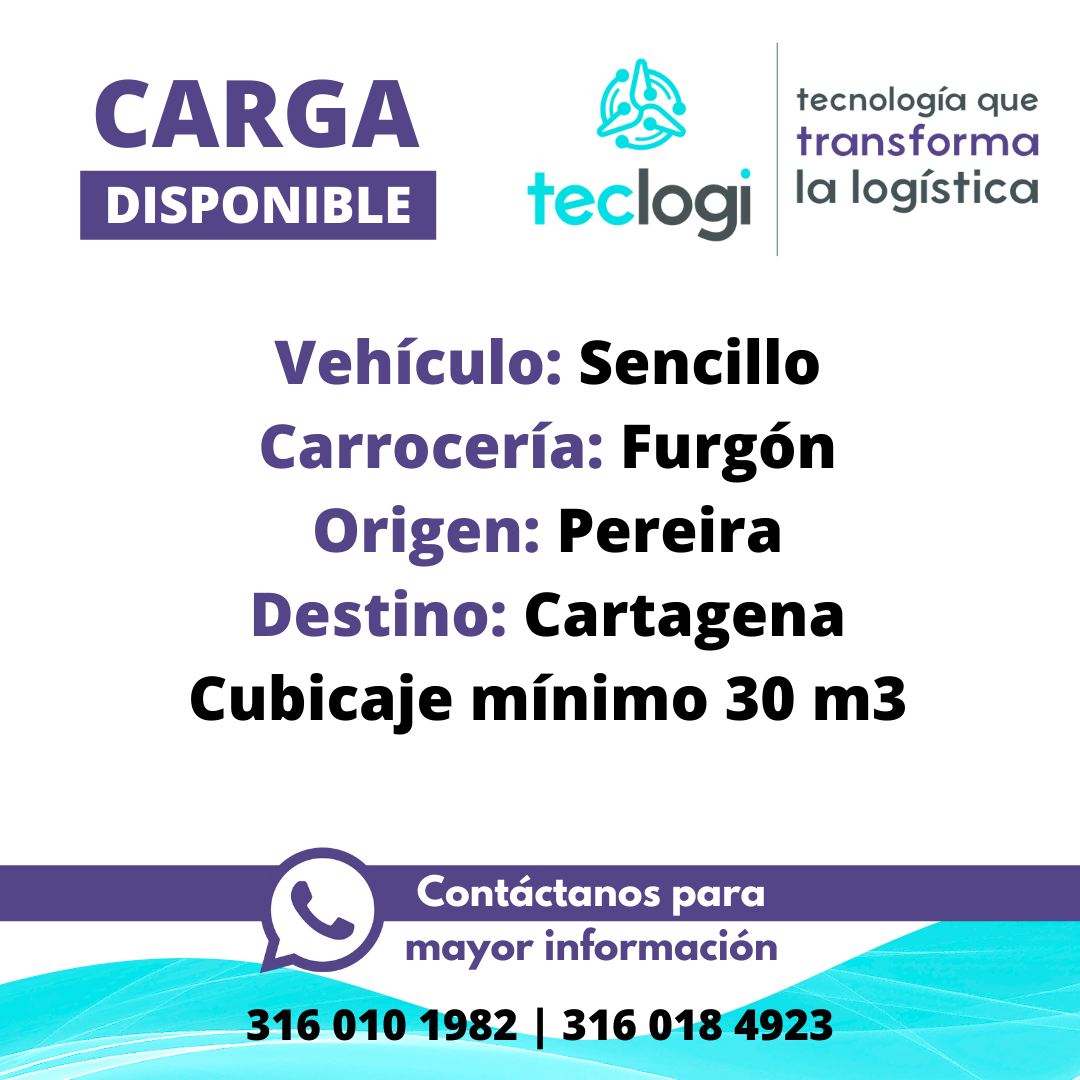 CARGA
DISPONIBLE
teclogi
tecnología que
transforma
la logística
Vehículo: Sencillo
Carrocería: Furgón
Origen: Pereira
Destino: Cartagena
Cubicaje mínimo 30 m3
Contáctanos para
mayor información
316 010 1982 | 316 018 4923